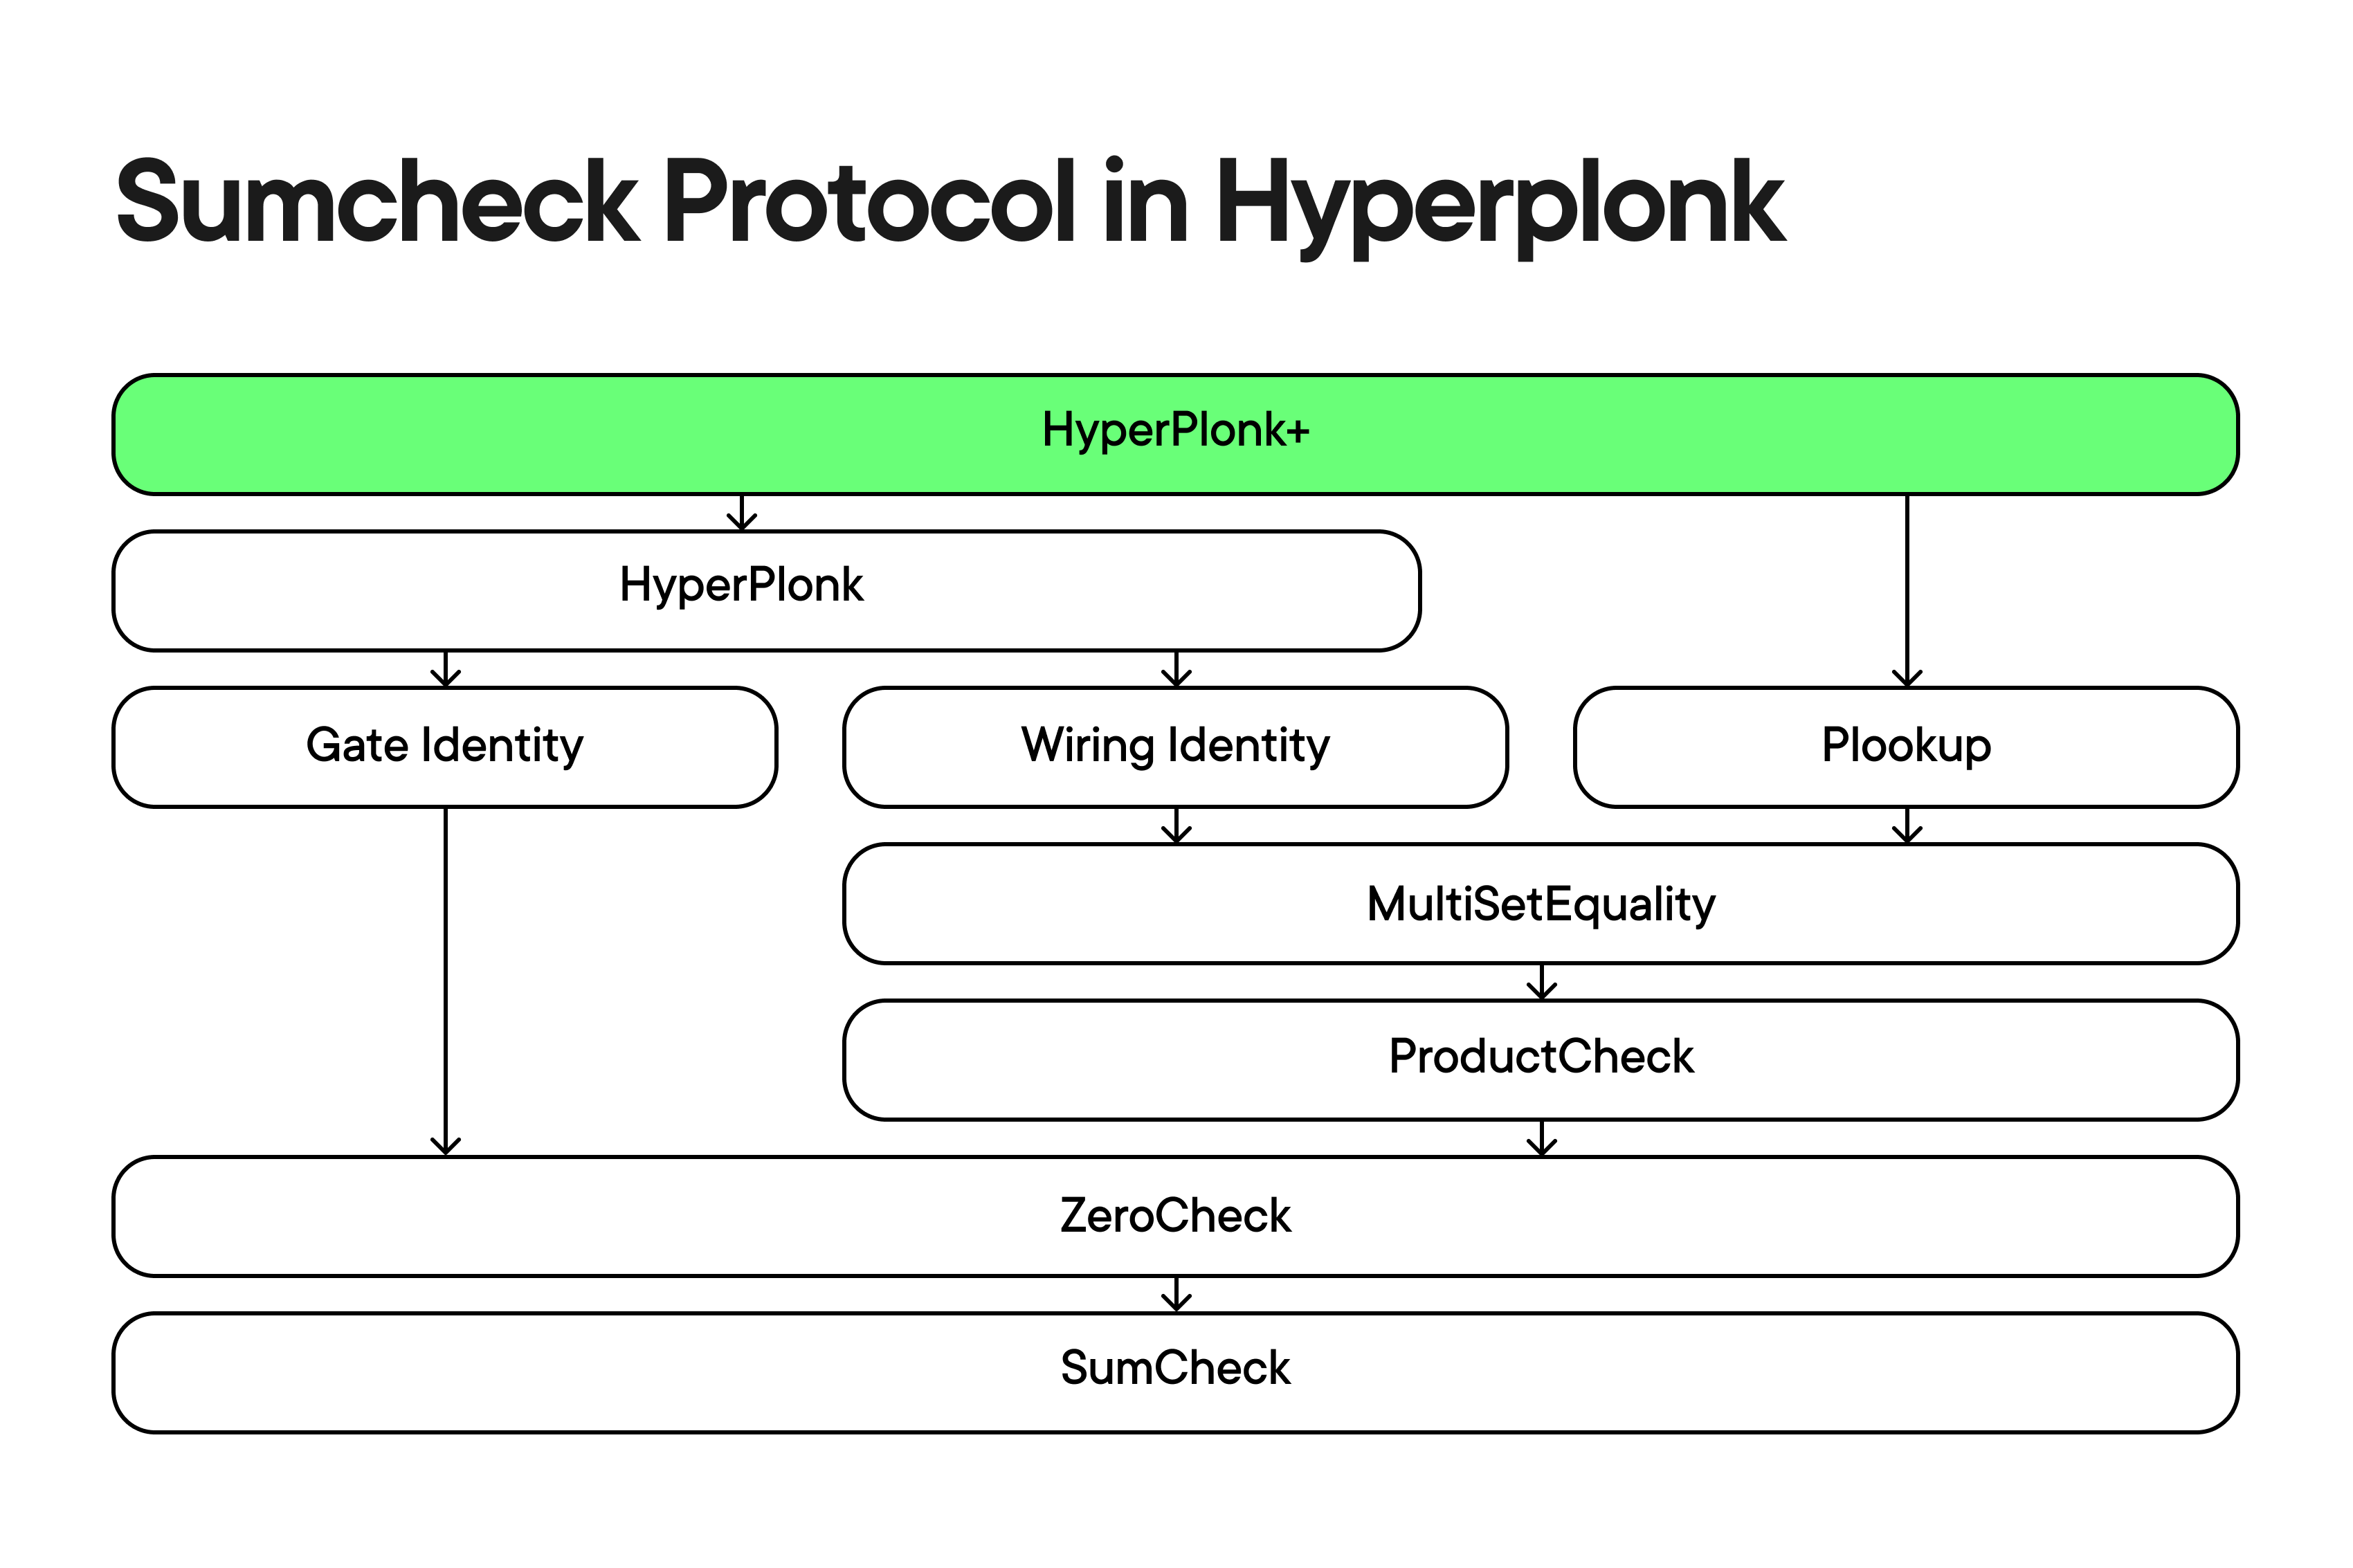 Sumcheck Protocol in Hyperplonk
HyperPlonk+
HyperPlonk
Gate Identity
Wiring Identity
Plookup
MultiSetEquality
ProductCheck
ZeroCheck
SumCheck